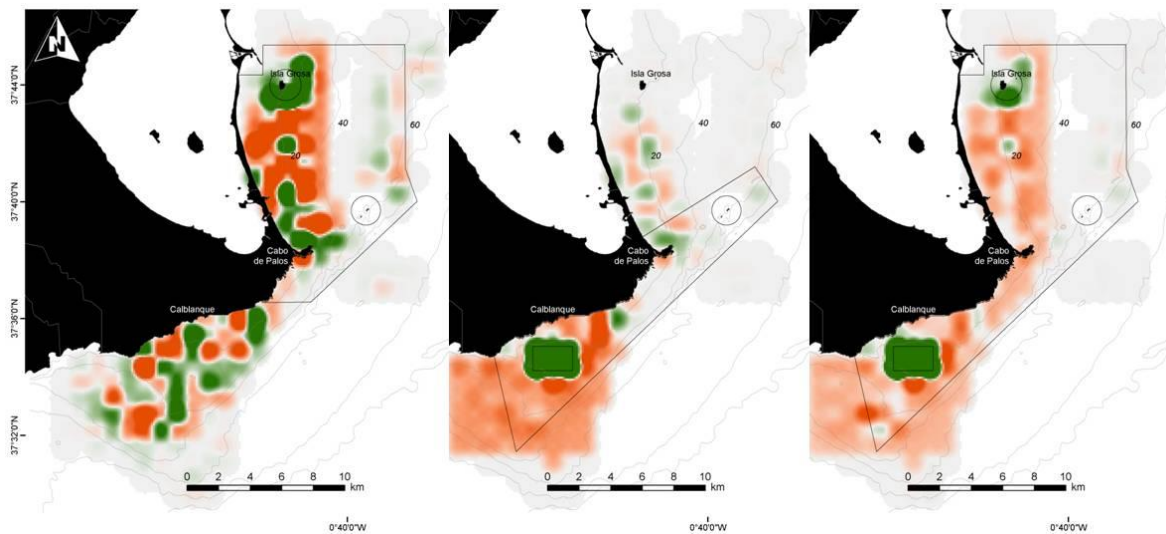 N
37°44'0"N
37°40'0"N
37°36'0"N
37°32'0"N
Isla Grosa
20
40
60
Cabo
de Palos
Calblanque
0 2 4 6 8 10
km
0°40'0"W
Isla Grosa
20
40
60
Cabo
de Palos
Calblanque
0 2 4 6 8 10
km
0°40'0"W
Isla Grosa
20
40
60
Cabo
de Palos
Calblanque
0 2 4 6 8 10
km
0°40'0"W